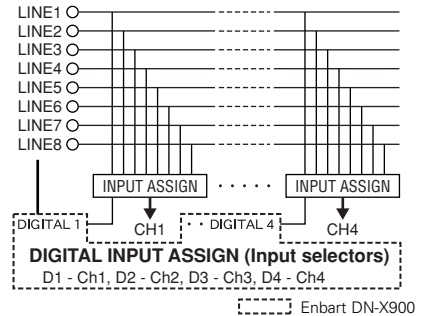 LINE1
LINE2
LINE3
LINE4
LINE5
LINE6
LINE7
LINE8
INPUT ASSIGN · · · · · INPUT ASSIGN
DIGITAL 1 CH1 · · DIGITAL 4 CH4
DIGITAL INPUT ASSIGN (Input selectors)
D1 - Ch1, D2 - Ch2, D3 - Ch3, D4 - Ch4
Enbart DN-X900